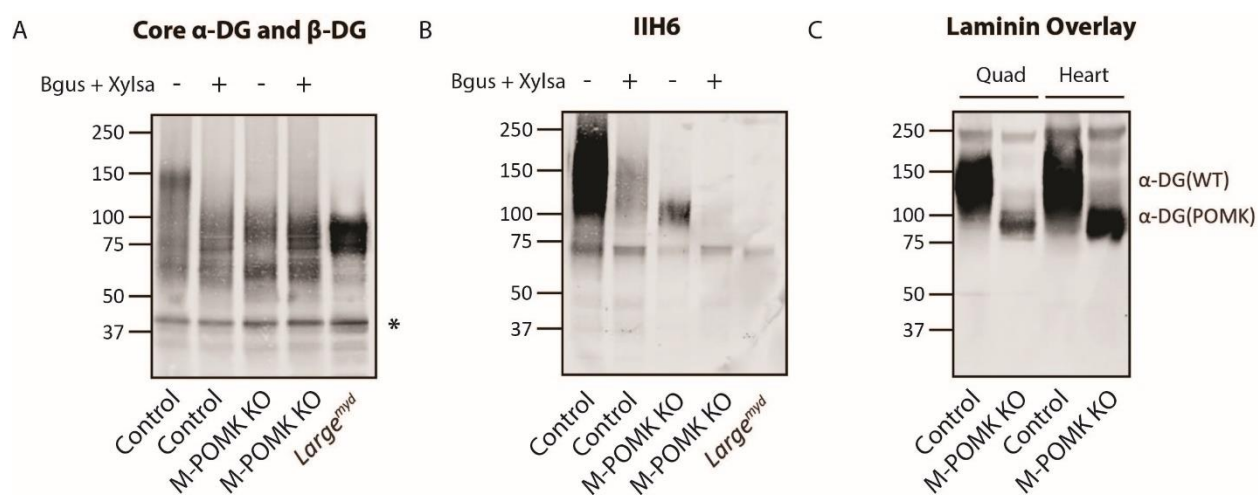 A
Core α-DG and β-DG
Bgus + Xylsa - + - +
250
150
100
75
50
37
*
Control
Control
M-POMK KO
M-POMK KO
Large^myd
B
IIH6
Bgus + Xylsa - + - +
250
150
100
75
50
37
Control
Control
M-POMK KO
M-POMK KO
Large^myd
C
Laminin Overlay
Quad Heart
250
150
100
75
50
37
α-DG(WT)
α-DG(POMK)
Control
M-POMK KO
Control
M-POMK KO